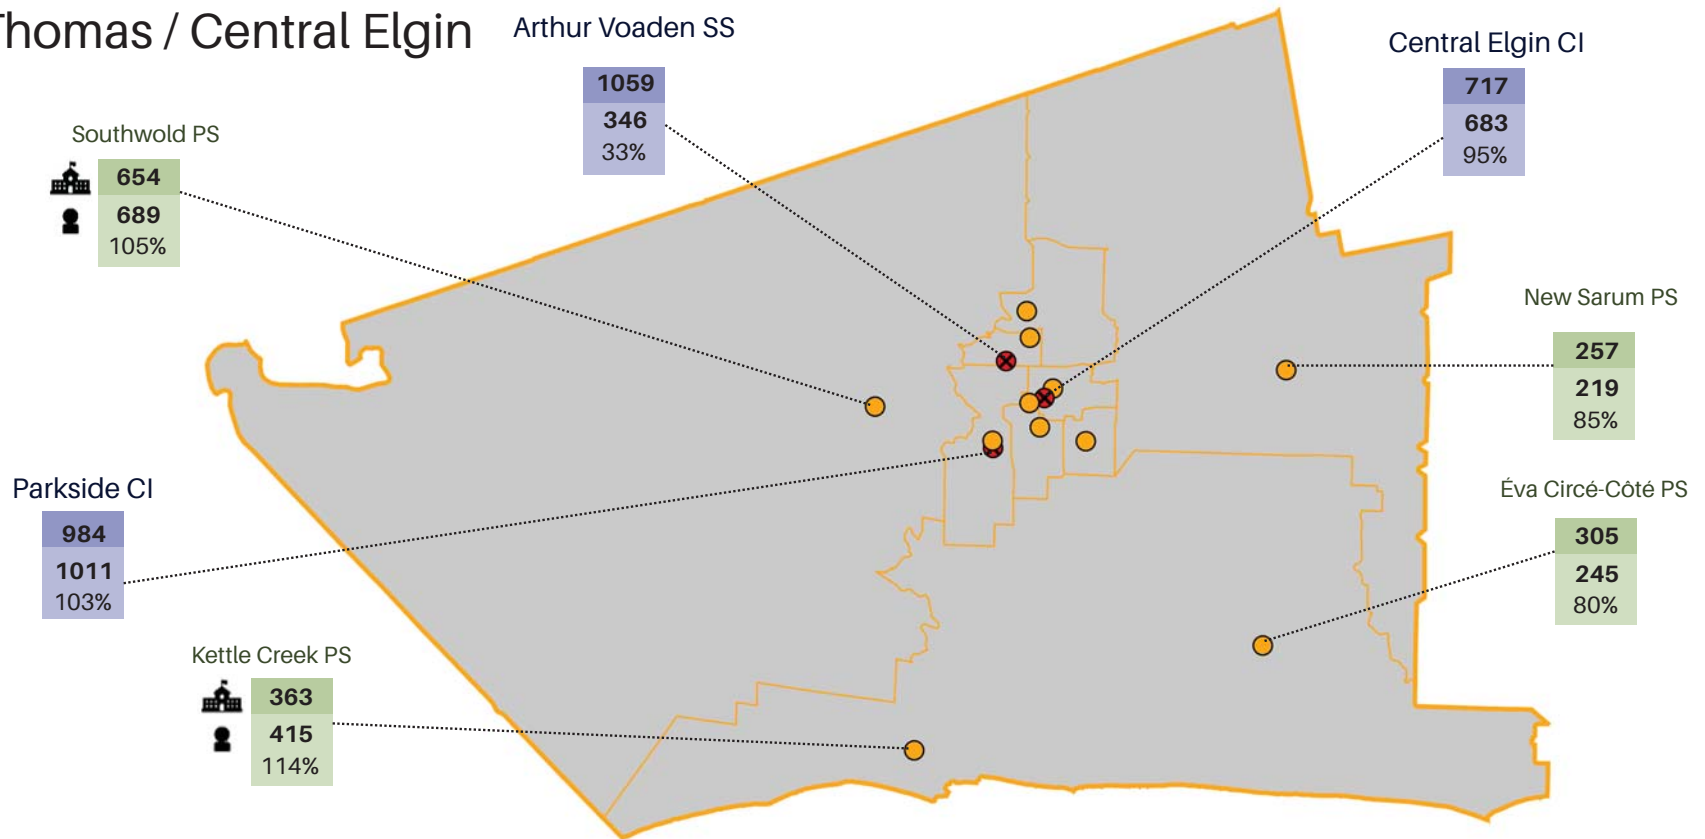 Thomas / Central Elgin
Arthur Voaden SS
1059
346
33%
Central Elgin CI
717
683
95%
Southwold PS
654
689
105%
New Sarum PS
257
219
85%
Parkside CI
984
1011
103%
Éva Circé-Côté PS
305
245
80%
Kettle Creek PS
363
415
114%